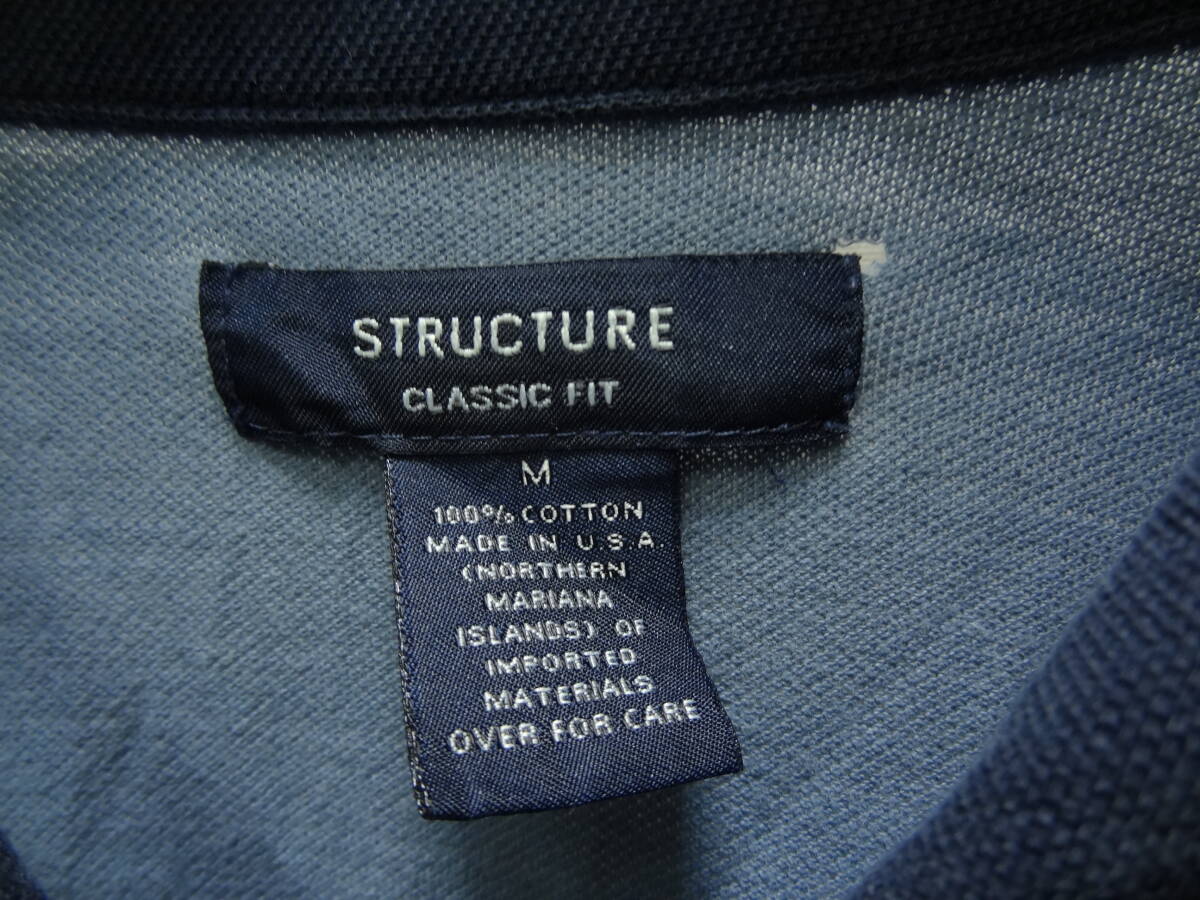 STRUCTURE
CLASSIC FIT
M
100% COTTON
MADE IN U.S.A.
(NORTHERN
MARIANA
ISLANDS) OF
IMPORTED
MATERIALS
OVER FOR CARE